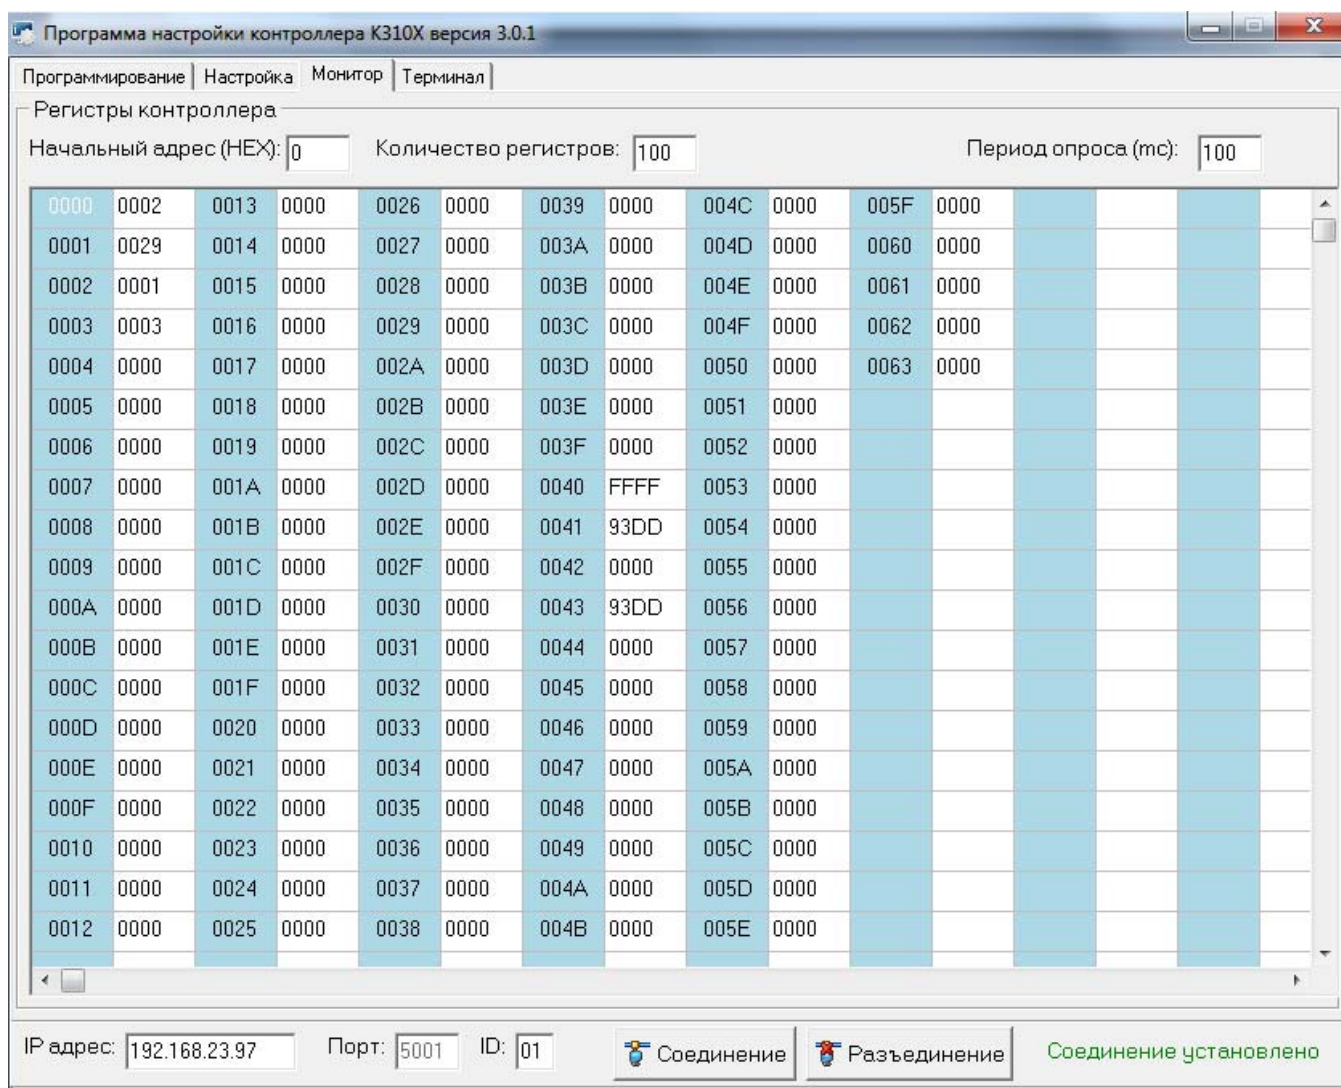 Программа настройки контроллера K310X версия 3.0.1
Программирование Настройка Монитор Терминал
Регистры контроллера
Начальный адрес (HEX): 0 Количество регистров: 100 Период опроса (mc): 100
0000 0002 0013 0000 0026 0000 0039 0000 004C 0000 005F 0000
0001 0029 0014 0000 0027 0000 003A 0000 004D 0000 0060 0000
0002 0001 0015 0000 0028 0000 003B 0000 004E 0000 0061 0000
0003 0003 0016 0000 0029 0000 003C 0000 004F 0000 0062 0000
0004 0000 0017 0000 002A 0000 003D 0000 0050 0000 0063 0000
0005 0000 0018 0000 002B 0000 003E 0000 0051 0000
0006 0000 0019 0000 002C 0000 003F 0000 0052 0000
0007 0000 001A 0000 002D 0000 0040 FFFF 0053 0000
0008 0000 001B 0000 002E 0000 0041 93DD 0054 0000
0009 0000 001C 0000 002F 0000 0042 0000 0055 0000
000A 0000 001D 0000 0030 0000 0043 93DD 0056 0000
000B 0000 001E 0000 0031 0000 0044 0000 0057 0000
000C 0000 001F 0000 0032 0000 0045 0000 0058 0000
000D 0000 0020 0000 0033 0000 0046 0000 0059 0000
000E 0000 0021 0000 0034 0000 0047 0000 005A 0000
000F 0000 0022 0000 0035 0000 0048 0000 005B 0000
0010 0000 0023 0000 0036 0000 0049 0000 005C 0000
0011 0000 0024 0000 0037 0000 004A 0000 005D 0000
0012 0000 0025 0000 0038 0000 004B 0000 005E 0000
IP адрес: 192.168.23.97 Порт: 5001 ID: 01 Соединение Разъединение Соединение установлено